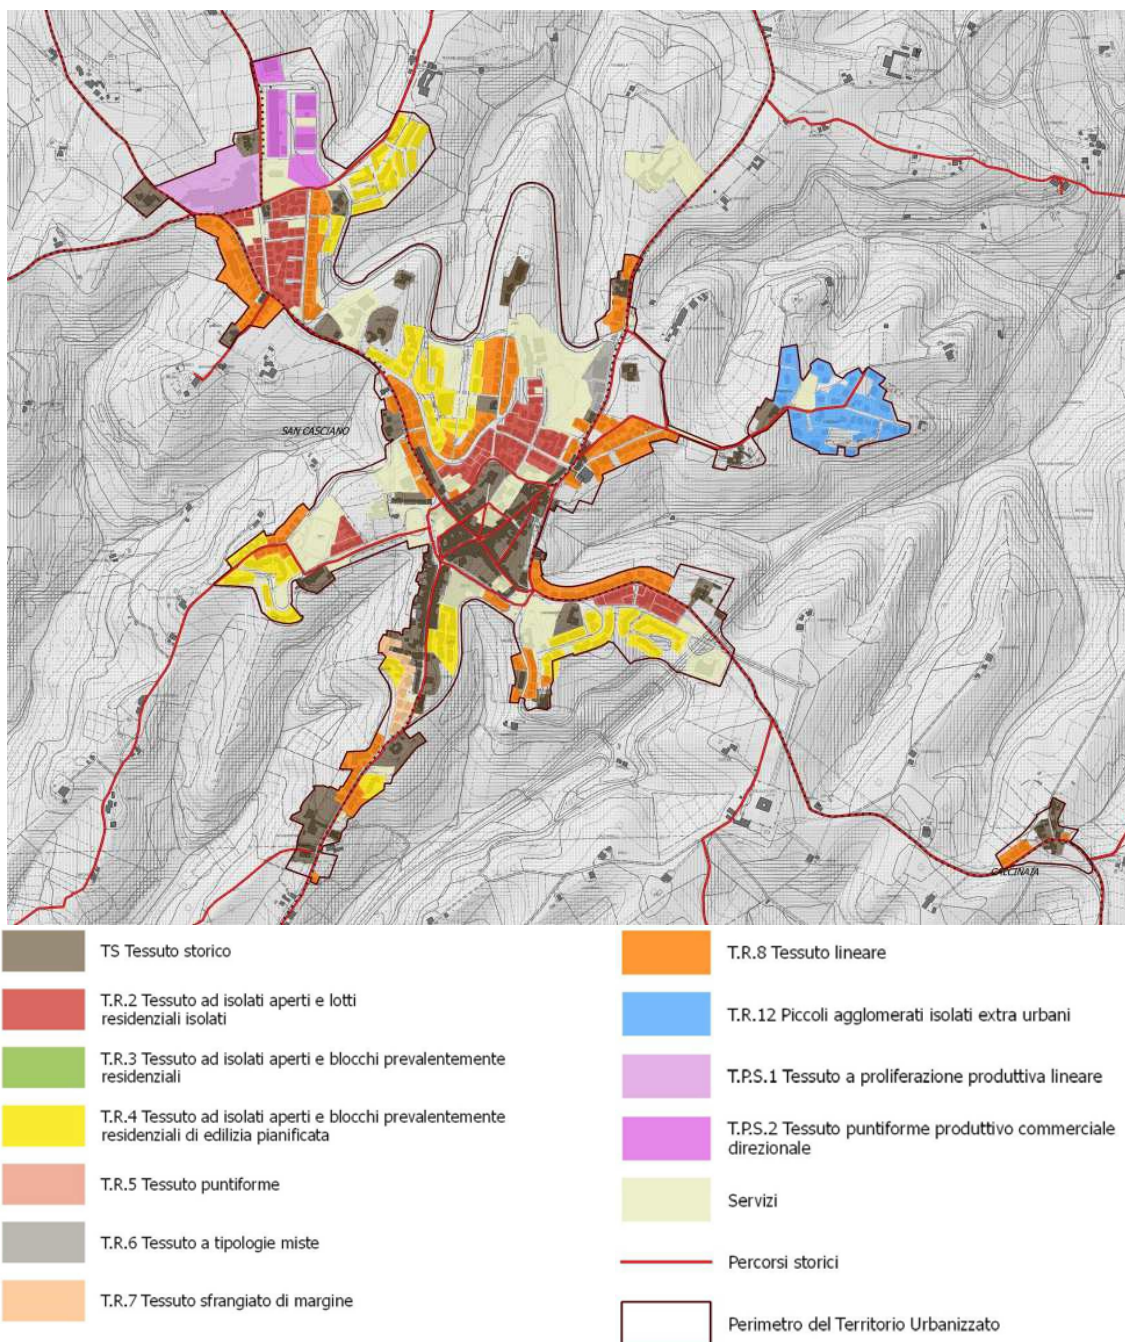 SAN CASCIANO
CALCINAIA
TS Tessuto storico
T.R.2 Tessuto ad isolati aperti e lotti
residenziali isolati
T.R.3 Tessuto ad isolati aperti e blocchi prevalentemente
residenziali
T.R.4 Tessuto ad isolati aperti e blocchi prevalentemente
residenziali di edilizia pianificata
T.R.5 Tessuto puntiforme
T.R.6 Tessuto a tipologie miste
T.R.7 Tessuto sfrangiato di margine
T.R.8 Tessuto lineare
T.R.12 Piccoli agglomerati isolati extra urbani
T.P.S.1 Tessuto a proliferazione produttiva lineare
T.P.S.2 Tessuto puntiforme produttivo commerciale
direzionale
Servizi
Percorsi storici
Perimetro del Territorio Urbanizzato